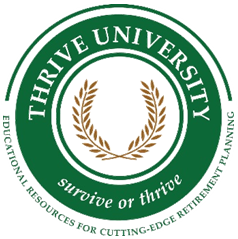 THRIVE UNIVERSITY
survive or thrive
EDUCATIONAL RESOURCES FOR CUTTING-EDGE RETIREMENT PLANNING